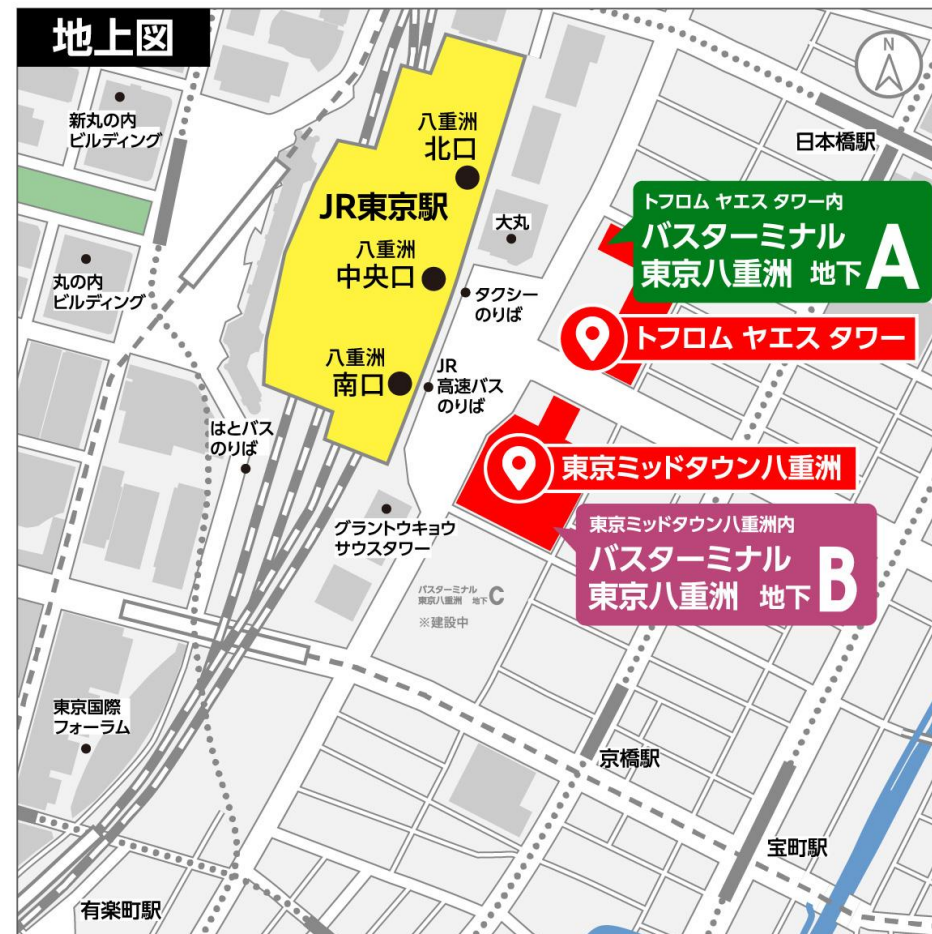 地上図
N
新丸の内
ビルディング
八重洲
北口
日本橋駅
JR東京駅
大丸
トフロム ヤエス タワー内
バスターミナル
東京八重洲 地下 A
八重洲
中央口
丸の内
ビルディング
タクシー
のりば
トフロム ヤエス タワー
八重洲
南口
JR
高速バス
のりば
はとバス
のりば
東京ミッドタウン八重洲
グラントウキョウ
サウスタワー
東京ミッドタウン八重洲内
バスターミナル
東京八重洲 地下 B
バスターミナル
東京八重洲 地下 C
※建設中
東京国際
フォーラム
京橋駅
宝町駅
有楽町駅